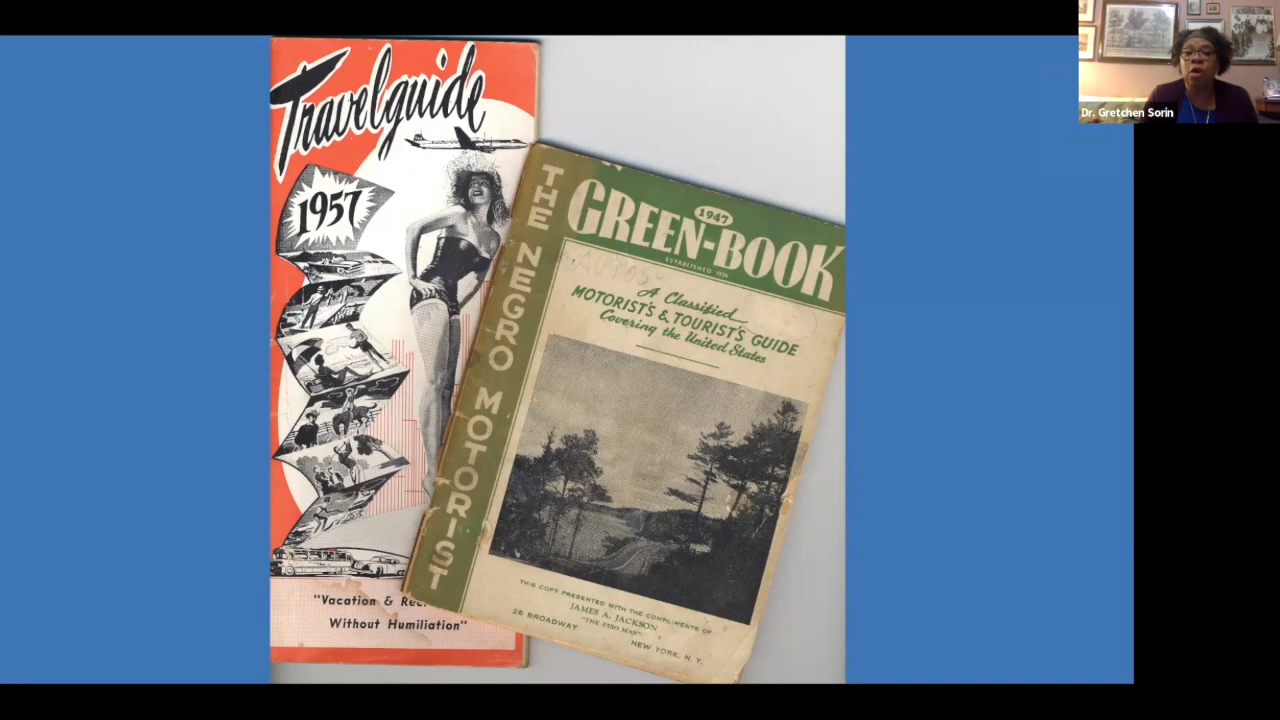 Travelguide
1957
"Vacation & Rec
Without Humiliation"
THE NEGRO MOTORIST
1947
GREEN-BOOK
ESTABLISHED 1936
AUTOS
A Classified
MOTORIST'S & TOURIST'S GUIDE
Covering the United States
THIS COPY PRESENTED WITH THE COMPLIMENTS OF
JAMES A. JACKSON
"THE ESSO MAN"
26 BROADWAY
NEW YORK, N. Y.
Dr. Gretchen Sorin